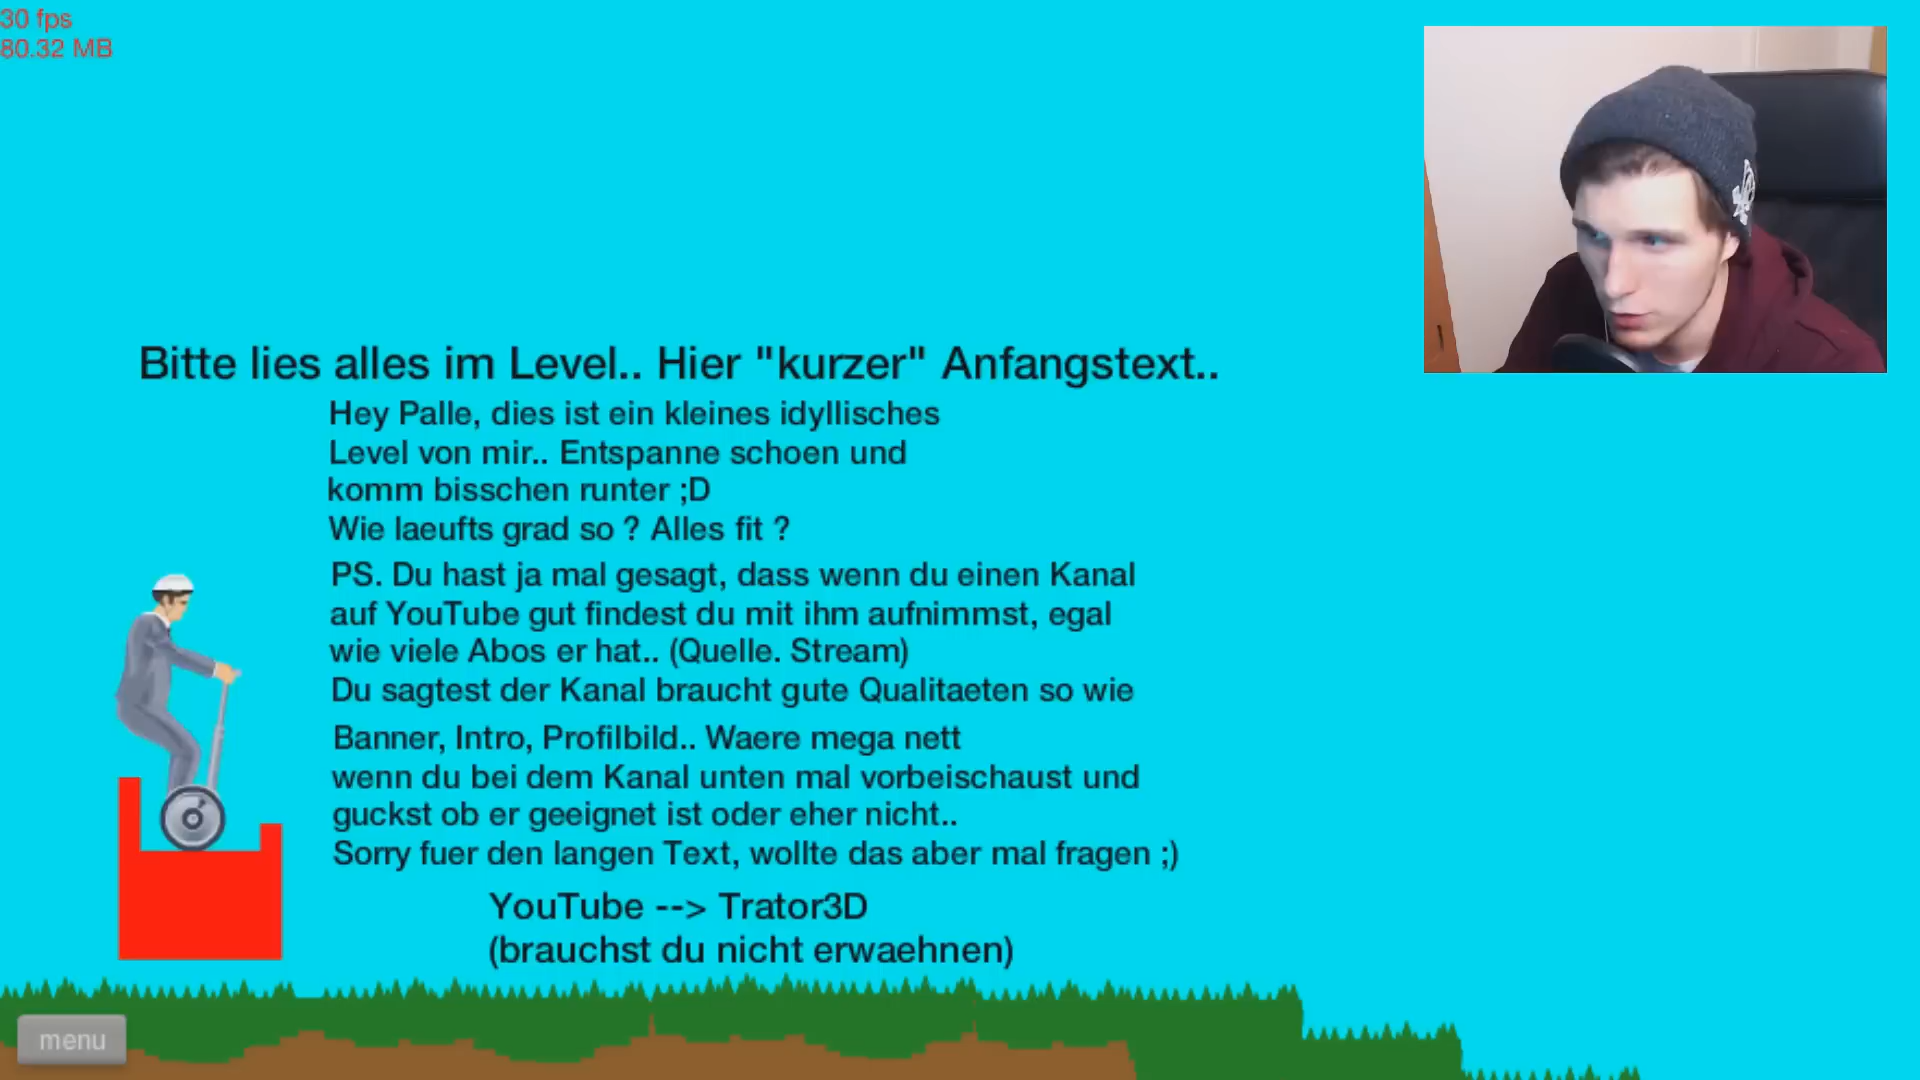 30 fps
80.32 MB
Bitte lies alles im Level.. Hier "kurzer" Anfangstext..
Hey Palle, dies ist ein kleines idyllisches
Level von mir.. Entspanne schoen und
komm bisschen runter ;D
Wie laeufts grad so ? Alles fit ?
PS. Du hast ja mal gesagt, dass wenn du einen Kanal
auf YouTube gut findest du mit ihm aufnimmst, egal
wie viele Abos er hat.. (Quelle. Stream)
Du sagtest der Kanal braucht gute Qualitaeten so wie
Banner, Intro, Profilbild.. Waere mega nett
wenn du bei dem Kanal unten mal vorbeischaust und
guckst ob er geeignet ist oder eher nicht..
Sorry fuer den langen Text, wollte das aber mal fragen ;)
YouTube --> Trator3D
(brauchst du nicht erwaehnen)
menu